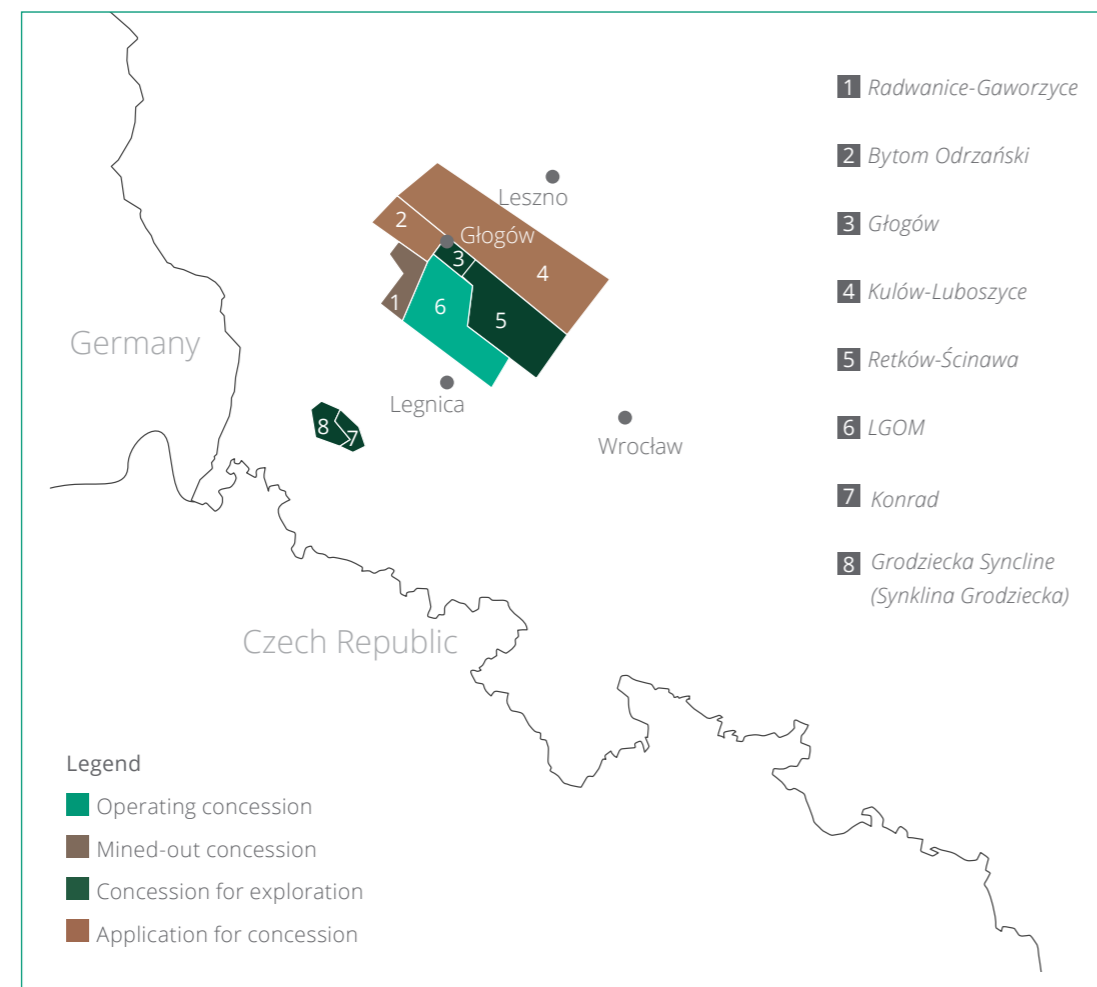 1 Radwanice-Gaworzyce
2 Bytom Odrzański
3 Głogów
4 Kulów-Luboszyce
5 Retków-Ścinawa
6 LGOM
7 Konrad
8 Grodziecka Syncline
(Synklina Grodziecka)
Leszno
2
Głogów
3
4
1
6
5
Germany
Legnica
8
7
Wrocław
Czech Republic
Legend
Operating concession
Mined-out concession
Concession for exploration
Application for concession